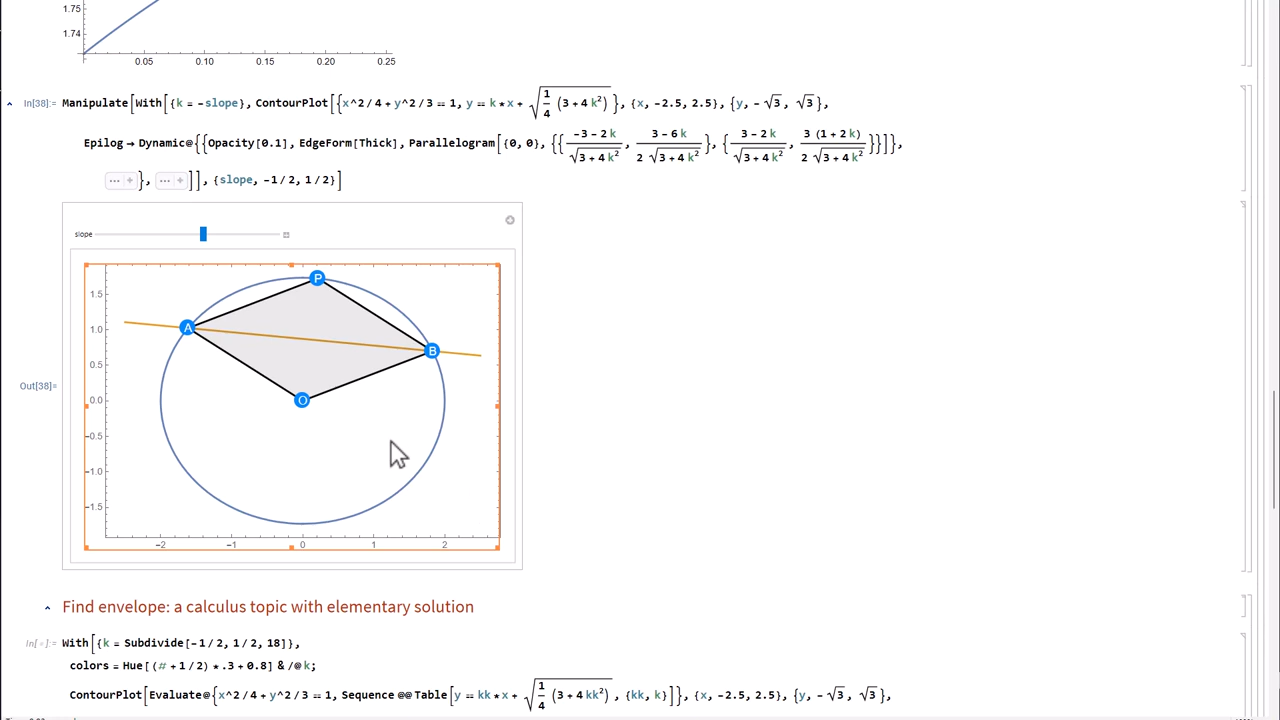 1.75
1.74
0.05 0.10 0.15 0.20 0.25
In[38]:= Manipulate[With[{k = -slope}, ContourPlot[{x^2/4 + y^2/3 == 1, y == k*x + √(1/4 (3 + 4 k²))}, {x, -2.5, 2.5}, {y, -√3, √3},
Epilog → Dynamic@{{Opacity[0.1], EdgeForm[Thick], Parallelogram[{0, 0}, {{(-3 - 2 k)/√(3 + 4 k²), (3 - 6 k)/(2 √(3 + 4 k²))}, {(3 - 2 k)/√(3 + 4 k²), (3 (1 + 2 k))/(2 √(3 + 4 k²))}}]},
... +}, ... +]], {slope, -1/2, 1/2}]
slope
P
1.5
A
1.0
B
0.5
Out[38]=
0.0
O
-0.5
-1.0
-1.5
-2 -1 0 1 2
Find envelope: a calculus topic with elementary solution
In[•]:= With[{k = Subdivide[-1/2, 1/2, 18]},
colors = Hue[(# + 1/2) *.3 + 0.8] & /@ k;
ContourPlot[Evaluate@{x^2/4 + y^2/3 == 1, Sequence @@ Table[y == kk*x + √(1/4 (3 + 4 kk²)), {kk, k}]}, {x, -2.5, 2.5}, {y, -√3, √3},